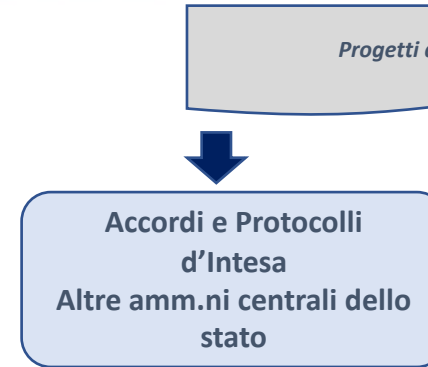 Progetti
Accordi e Protocolli
d’Intesa
Altre amm.ni centrali dello
stato